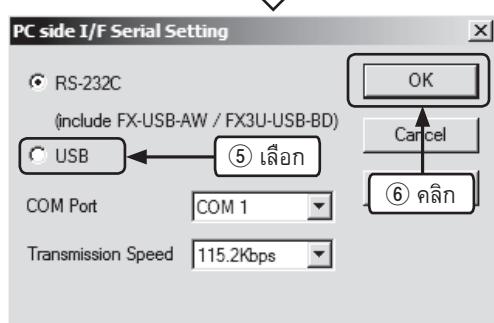 PC side I/F Serial Setting
RS-232C
(include FX-USB-AW / FX3U-USB-BD)
USB
⑤ เลือก
OK
Cancel
⑥ คลิก
COM Port
COM 1
Transmission Speed
115.2Kbps